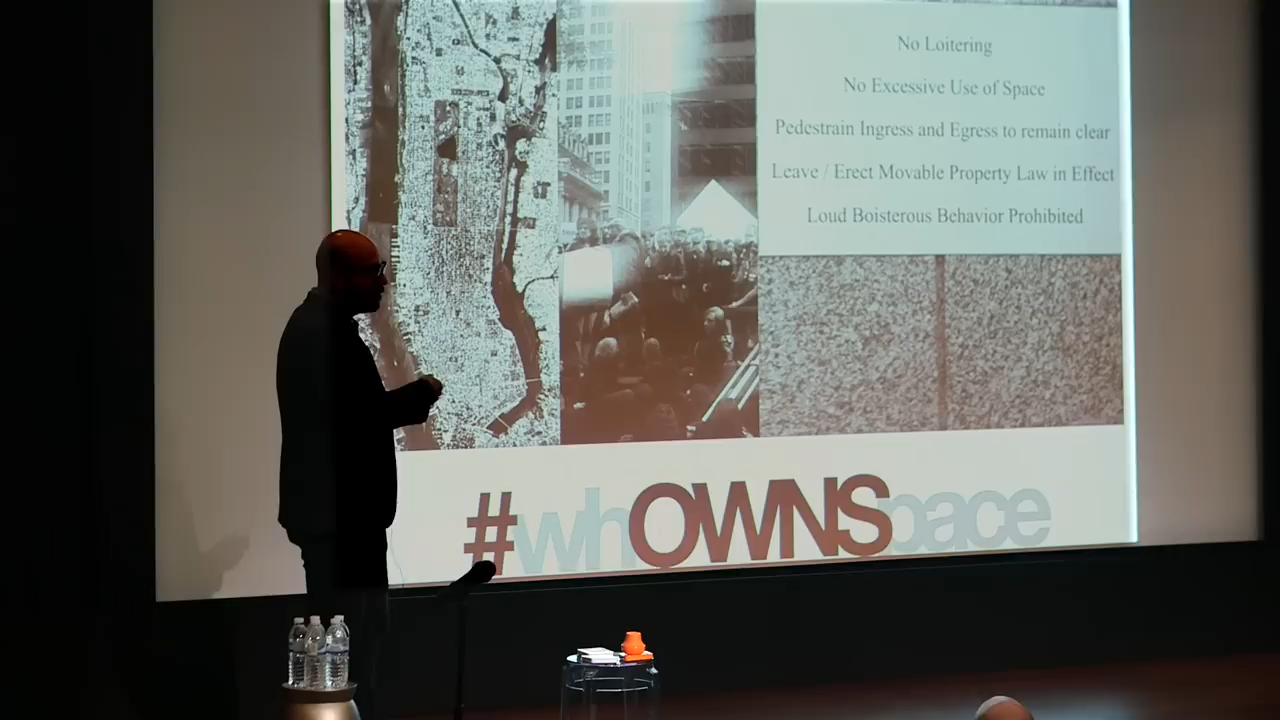 No Loitering
No Excessive Use of Space
Pedestrain Ingress and Egress to remain clear
Leave / Erect Movable Property Law in Effect
Loud Boisterous Behavior Prohibited
#whOWNSpace